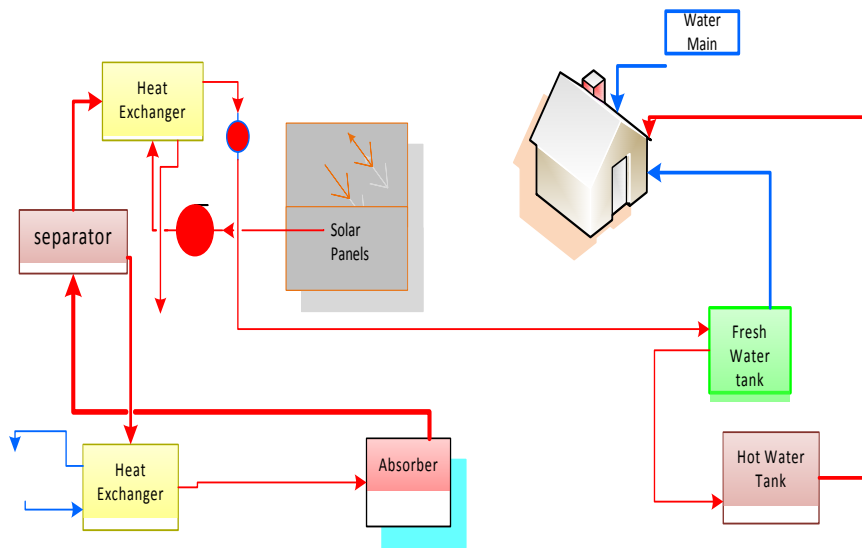 Water
Main
Heat
Exchanger
separator
Solar
Panels
Fresh
Water
tank
Heat
Exchanger
Absorber
Hot Water
Tank